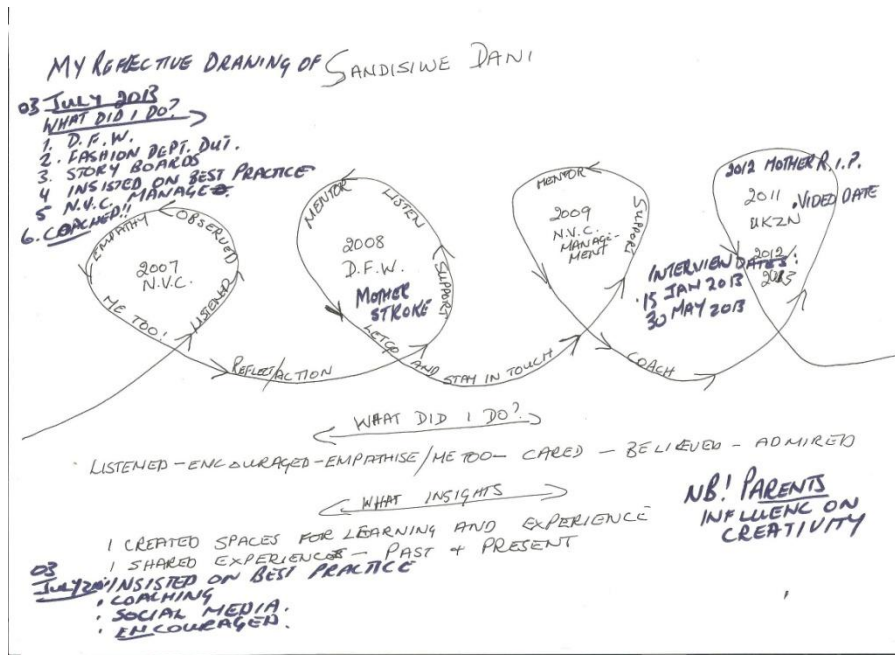 MY REFLECTIVE DRAWING OF SANDISIWE DANI
03 JULY 2013
WHAT DID I DO?
1. D.F.W.
2. FASHION DEPT. DUT.
3. STORY BOARDS
4 INSISTED ON BEST PRACTICE
5 N.V.C. MANAGE
6. COACHED!!
EMPATHY
OBSERVED
LISTENED
ME TOO!
2007
N.V.C.
REFLECT/ACTION
MENTOR
LISTEN
SUPPORT
2008
D.F.W.
MOTHER
STROKE
LET GO AND STAY IN TOUCH
MENTOR
SUPPORT
2009
N.V.C.
MANAGE-
MENT
COACH
2012 MOTHER R.I.P.
2011 . VIDEO DATE
UKZN
2012/
2013
INTERVIEW DATES:
. 15 JAN 2013
30 MAY 2013
WHAT DID I DO?
LISTENED - ENCOURAGED - EMPATHISE/ME TOO - CARED - BELIEVED - ADMIRED
WHAT INSIGHTS
I CREATED SPACES FOR LEARNING AND EXPERIENCE
I SHARED EXPERIENCES - PAST + PRESENT
NB! PARENTS
INFLUENC ON
CREATIVITY
03
JULY
INSISTED ON BEST PRACTICE
. COACHING
. SOCIAL MEDIA.
. ENCOURAGED.